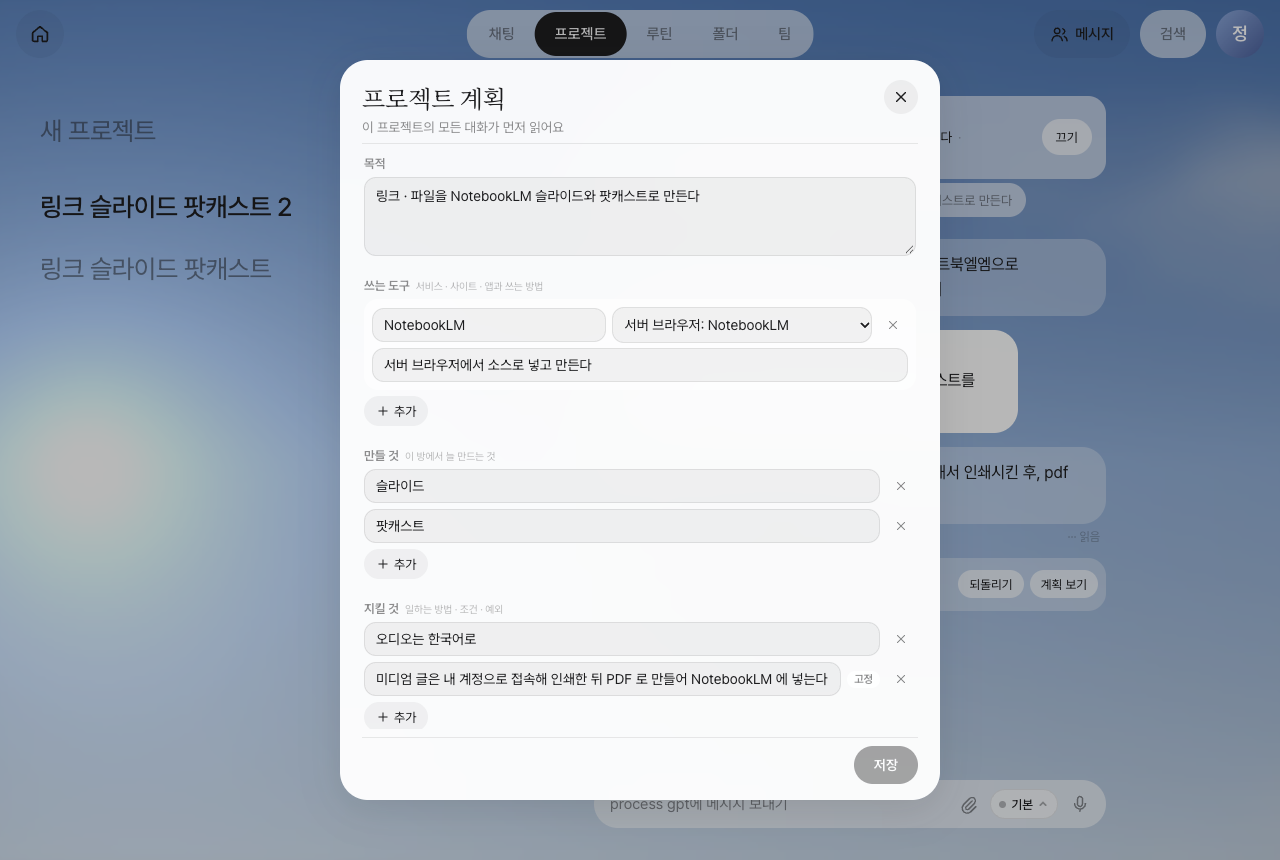 채팅
프로젝트
루틴
폴더
팀
메시지
검색
정
새 프로젝트
링크 슬라이드 팟캐스트 2
링크 슬라이드 팟캐스트
프로젝트 계획
이 프로젝트의 모든 대화가 먼저 읽어요
목적
링크 · 파일을 NotebookLM 슬라이드와 팟캐스트로 만든다
쓰는 도구 서비스 · 사이트 · 앱과 쓰는 방법
NotebookLM
서버 브라우저: NotebookLM
서버 브라우저에서 소스로 넣고 만든다
+ 추가
만들 것 이 방에서 늘 만드는 것
슬라이드
팟캐스트
+ 추가
지킬 것 일하는 방법 · 조건 · 예외
오디오는 한국어로
미디엄 글은 내 계정으로 접속해 인쇄한 뒤 PDF 로 만들어 NotebookLM 에 넣는다
고정
+ 추가
저장
다 ·
끄기
스트로 만든다
트북엘엠으로
스트를
해서 인쇄시킨 후, pdf
읽음
되돌리기
계획 보기
process gpt에 메시지 보내기
기본